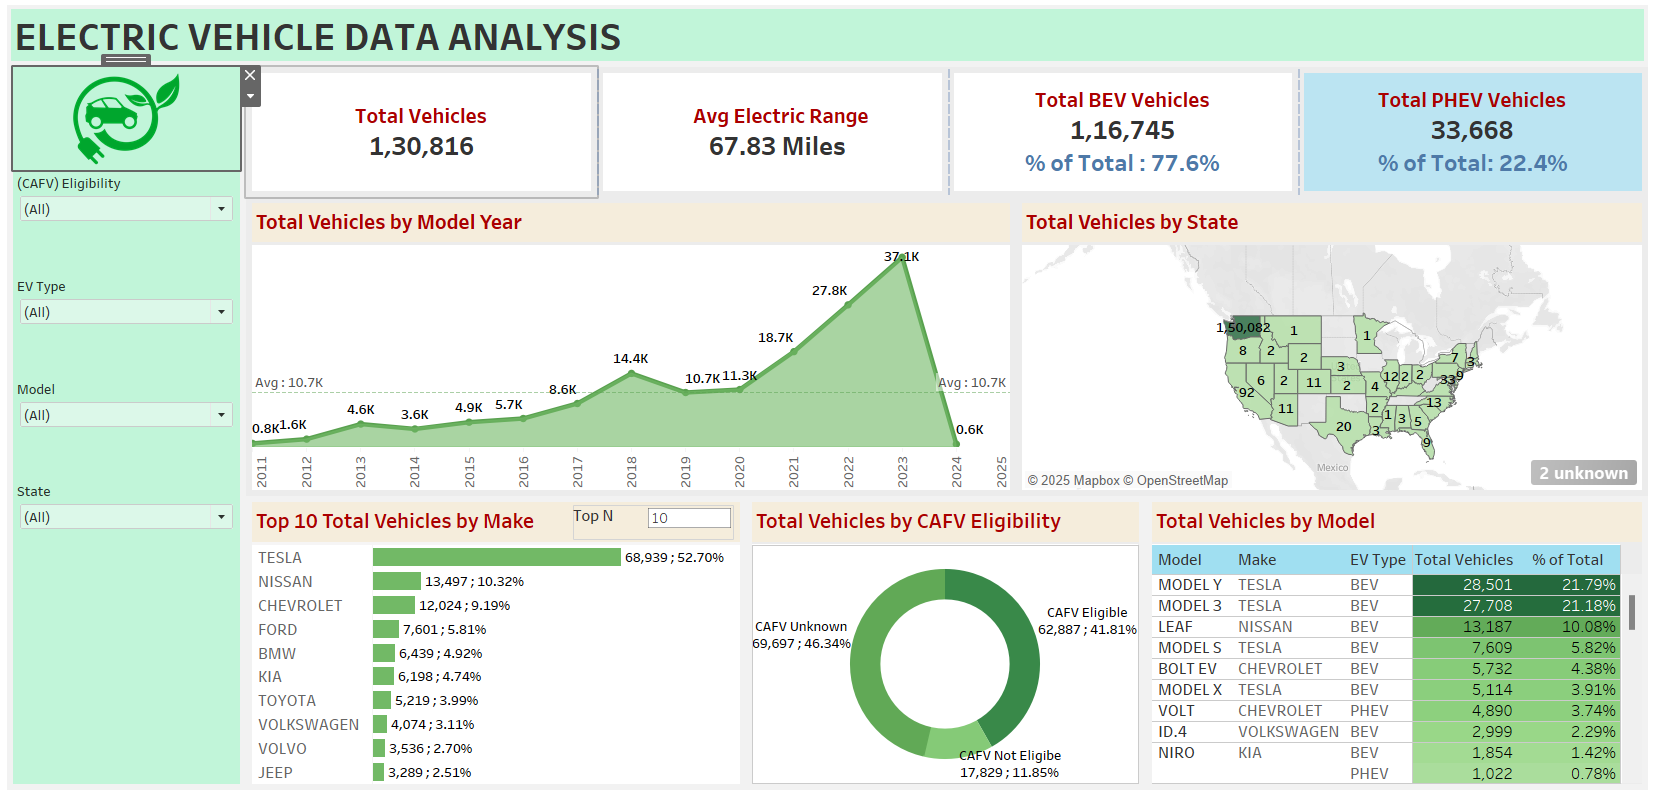 ELECTRIC VEHICLE DATA ANALYSIS
Total Vehicles
1,30,816
Avg Electric Range
67.83 Miles
Total BEV Vehicles
1,16,745
% of Total : 77.6%
Total PHEV Vehicles
33,668
% of Total: 22.4%
(CAFV) Eligibility
(All)
EV Type
(All)
Model
(All)
State
(All)
Total Vehicles by Model Year
37.1K
27.8K
18.7K
14.4K
10.7K 11.3K
8.6K
Avg : 10.7K
Avg : 10.7K
4.6K
3.6K
4.9K
5.7K
0.8K 1.6K
0.6K
2011 2012 2013 2014 2015 2016 2017 2018 2019 2020 2021 2022 2023 2024 2025
Total Vehicles by State
1,50,082 1 1
8 2 2 7 3
3 12 2 2 33 9
6 2 11 2 4
92 11 2 13
20 3 1 3 5
9
Mexico
© 2025 Mapbox © OpenStreetMap
2 unknown
Top 10 Total Vehicles by Make
Top N
10
TESLA 68,939 ; 52.70%
NISSAN 13,497 ; 10.32%
CHEVROLET 12,024 ; 9.19%
FORD 7,601 ; 5.81%
BMW 6,439 ; 4.92%
KIA 6,198 ; 4.74%
TOYOTA 5,219 ; 3.99%
VOLKSWAGEN 4,074 ; 3.11%
VOLVO 3,536 ; 2.70%
JEEP 3,289 ; 2.51%
Total Vehicles by CAFV Eligibility
CAFV Eligible
62,887 ; 41.81%
CAFV Unknown
69,697 ; 46.34%
CAFV Not Eligibe
17,829 ; 11.85%
Total Vehicles by Model
Model Make EV Type Total Vehicles % of Total
MODEL Y TESLA BEV 28,501 21.79%
MODEL 3 TESLA BEV 27,708 21.18%
LEAF NISSAN BEV 13,187 10.08%
MODEL S TESLA BEV 7,609 5.82%
BOLT EV CHEVROLET BEV 5,732 4.38%
MODEL X TESLA BEV 5,114 3.91%
VOLT CHEVROLET PHEV 4,890 3.74%
ID.4 VOLKSWAGEN BEV 2,999 2.29%
NIRO KIA BEV 1,854 1.42%
PHEV 1,022 0.78%